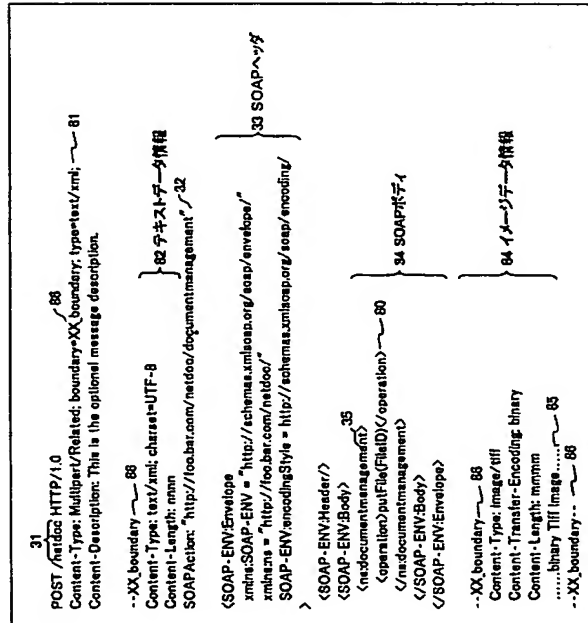 31
POST /netdoc HTTP/1.0 88
Content-Type: Multipart/Related; boundary=XX_boundary; type=text/xml; 81
Content-Description: This is the optional message description.
--XX_boundary 88
Content-Type: text/xml; charset=UTF-8
Content-Length: nnnn
82 テキストデータ情報
SOAPAction: "http://foo.bar.com/netdoc/documentmanagement" 32
<SOAP-ENV:Envelope
xmlns:SOAP-ENV = "http://schemas.xmlsoap.org/soap/envelope/"
xmlns:ns = "http://foo.bar.com/netdoc/"
SOAP-ENV:encodingStyle = http://schemas.xmlsoap.org/soap/encoding/
>
33 SOAPヘッダ
<SOAP-ENV:Header/>
<SOAP-ENV:Body>
<ns:documentmanagement> 35
<operation>putFile(FileID)</operation> 80
</ns:documentmanagement>
</SOAP-ENV:Body>
</SOAP-ENV:Envelope>
34 SOAPボディ
--XX_boundary 88
Content-Type: image/tiff
Content-Transfer-Encoding: binary
Content-Length: mmmm
84 イメージデータ情報
.......binary Tiff Image...... 85
--XX_boundary-- 88